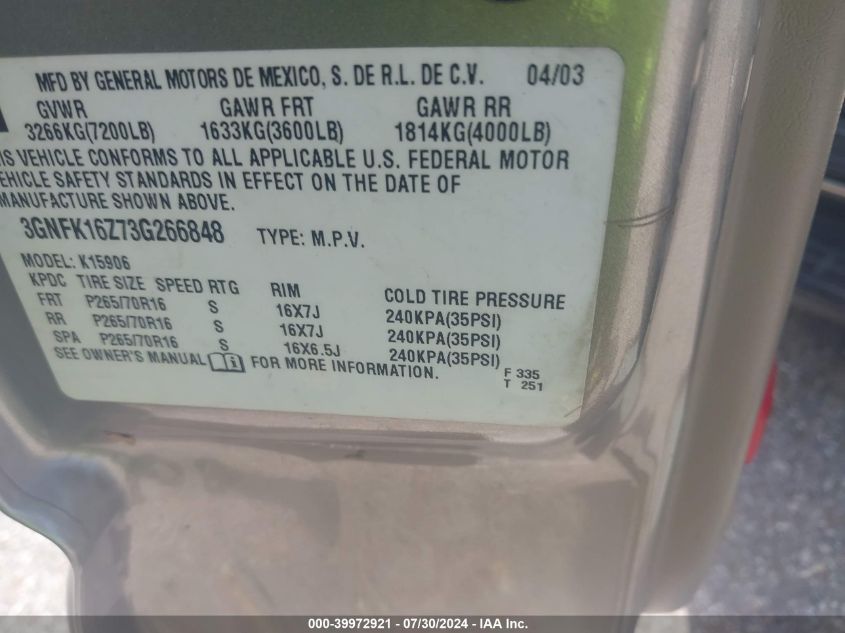 MFD BY GENERAL MOTORS DE MEXICO, S. DE R.L. DE C.V. 04/03
GVWR GAWR FRT GAWR RR
3266KG(7200LB) 1633KG(3600LB) 1814KG(4000LB)
IS VEHICLE CONFORMS TO ALL APPLICABLE U.S. FEDERAL MOTOR
EHICLE SAFETY STANDARDS IN EFFECT ON THE DATE OF
MANUFACTURE SHOWN ABOVE.
3GNFK16Z73G266848 TYPE: M.P.V.
MODEL: K15906
KPDC TIRE SIZE SPEED RTG RIM COLD TIRE PRESSURE
FRT P265/70R16 S 16X7J 240KPA(35PSI)
RR P265/70R16 S 16X7J 240KPA(35PSI)
SPA P265/70R16 S 16X6.5J 240KPA(35PSI)
SEE OWNER'S MANUAL FOR MORE INFORMATION. F 335
T 251
000-39972921 / 07/30/2024 - IAA Inc.